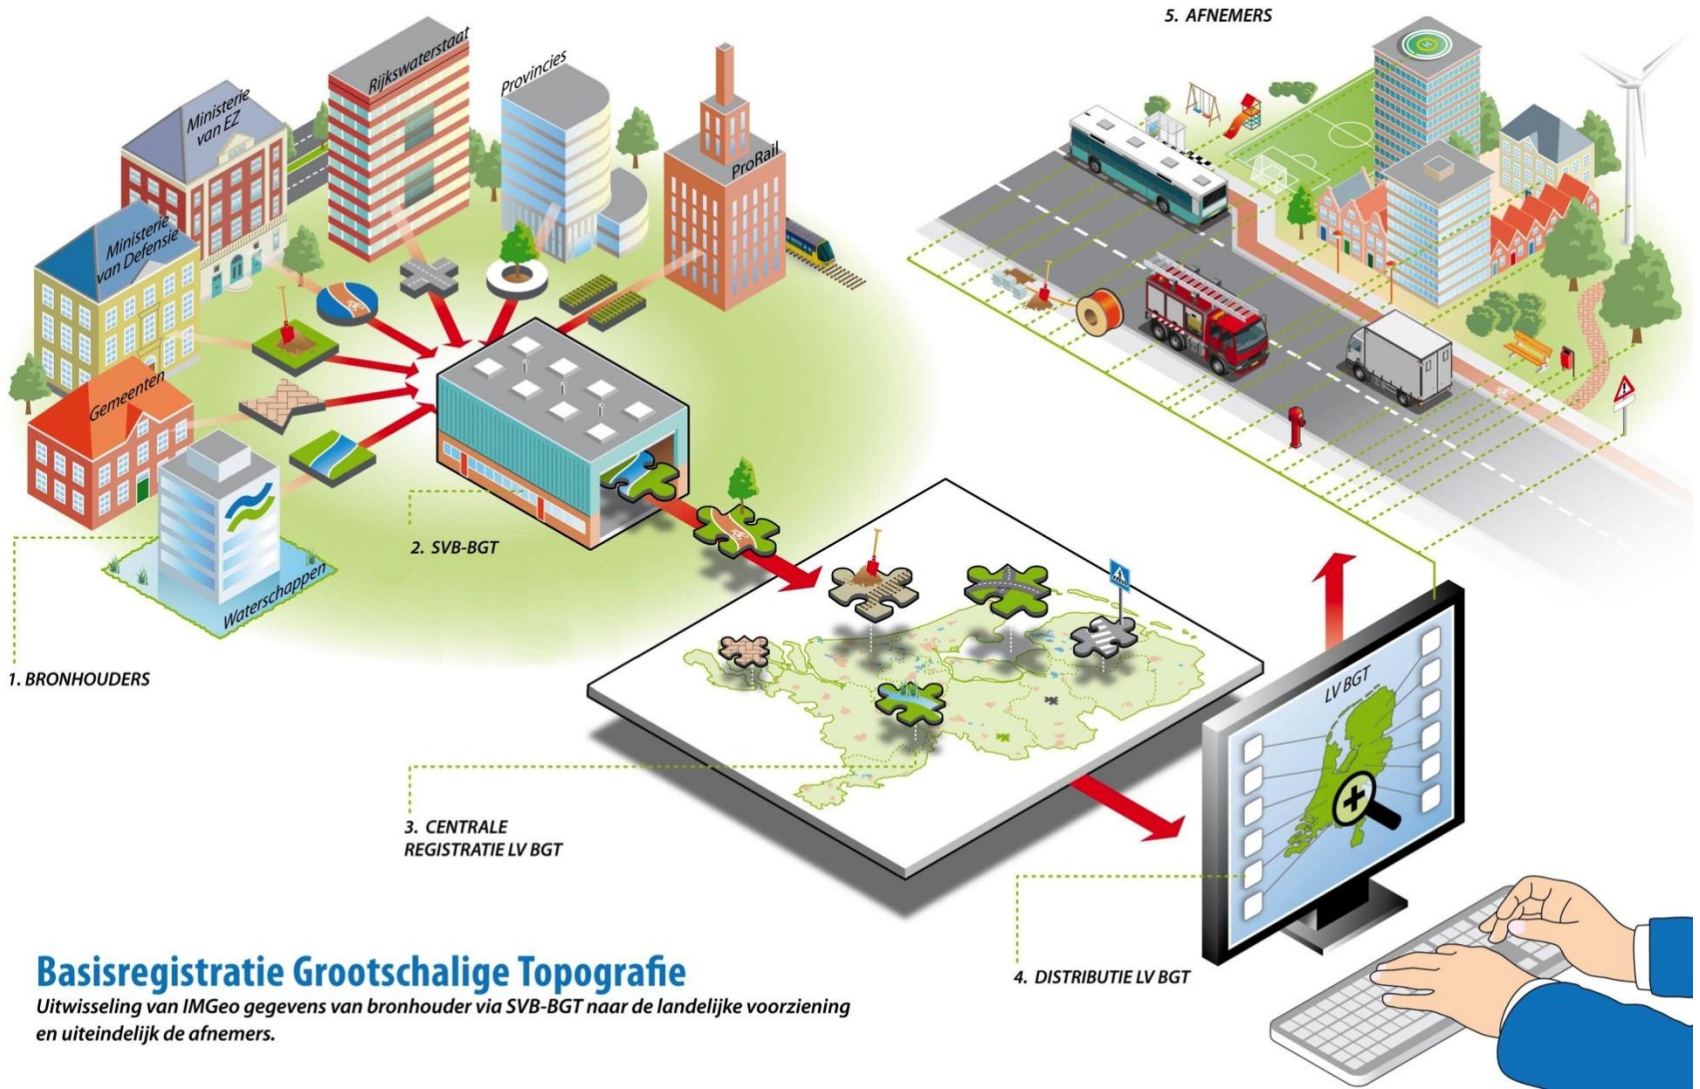 5. AFNEMERS
Rijkswaterstaat
Provincies
Ministerie
van EZ
ProRail
Ministerie
van Defensie
Gemeenten
2. SVB-BGT
Waterschappen
1. BRONHOUDERS
LV BGT
3. CENTRALE
REGISTRATIE LV BGT
4. DISTRIBUTIE LV BGT
Basisregistratie Grootschalige Topografie
Uitwisseling van IMGeo gegevens van bronhouder via SVB-BGT naar de landelijke voorziening
en uiteindelijk de afnemers.